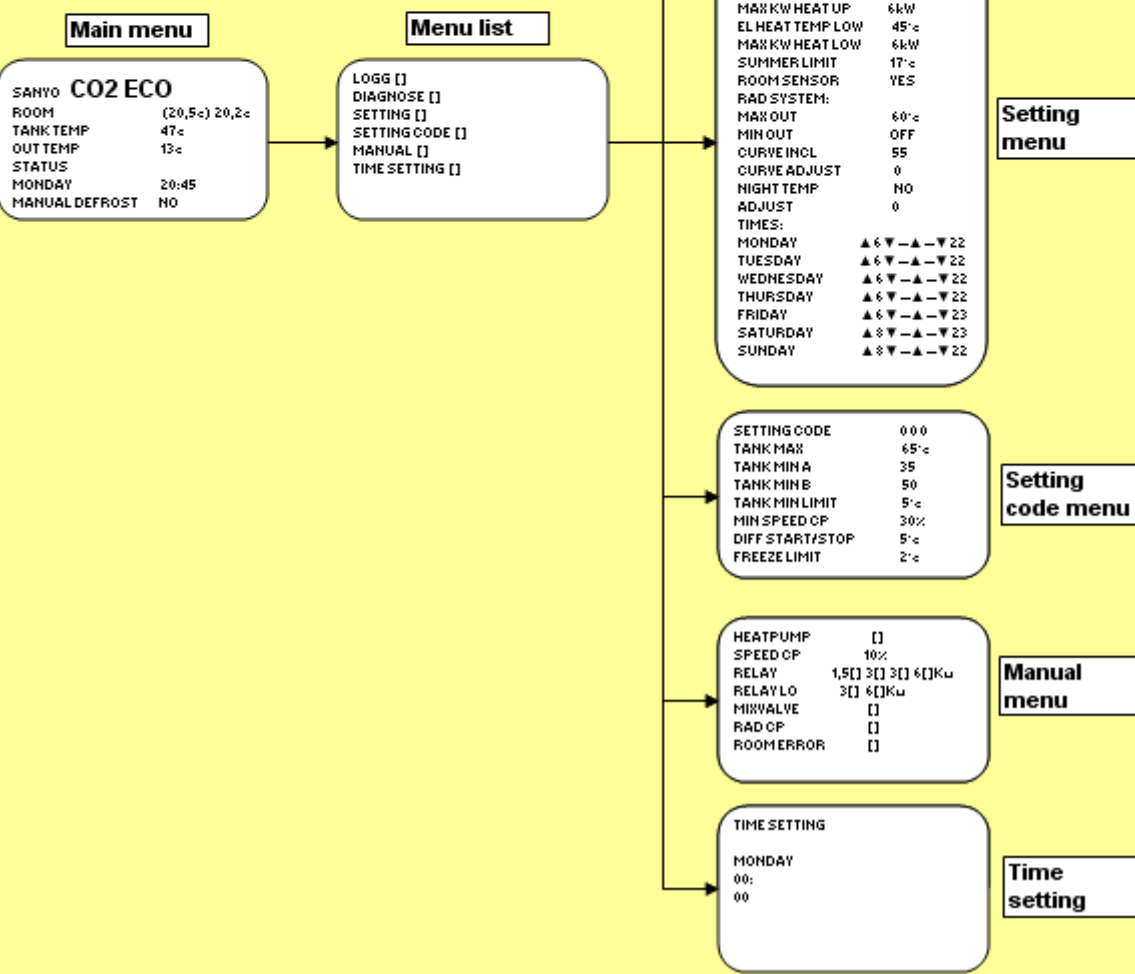 Main menu
SANYO CO2 ECO
ROOM (20,5c) 20,2c
TANK TEMP 47c
OUT TEMP 13c
STATUS
MONDAY 20:45
MANUAL DEFROST NO
Menu list
LOGG []
DIAGNOSE []
SETTING []
SETTING CODE []
MANUAL []
TIME SETTING []
MAX KW HEAT UP 6kW
EL HEAT TEMP LOW 45°c
MAX KW HEAT LOW 6kW
SUMMER LIMIT 17°c
ROOM SENSOR YES
RAD SYSTEM:
MAX OUT 60°c
MIN OUT OFF
CURVE INCL 55
CURVE ADJUST 0
NIGHT TEMP NO
ADJUST 0
TIMES:
MONDAY ▲6▼—▲—▼22
TUESDAY ▲6▼—▲—▼22
WEDNESDAY ▲6▼—▲—▼22
THURSDAY ▲6▼—▲—▼22
FRIDAY ▲6▼—▲—▼23
SATURDAY ▲8▼—▲—▼23
SUNDAY ▲8▼—▲—▼22
Setting
menu
SETTING CODE 0 0 0
TANK MAX 65°c
TANK MIN A 35
TANK MIN B 50
TANK MIN LIMIT 5°c
MIN SPEED CP 30%
DIFF START/STOP 5°c
FREEZE LIMIT 2°c
Setting
code menu
HEATPUMP []
SPEED CP 10%
RELAY 1,5[] 3[] 3[] 6[]Kw
RELAY LO 3[] 6[]Kw
MIXVALVE []
RAD CP []
ROOM ERROR []
Manual
menu
TIME SETTING
MONDAY
00:
00
Time
setting